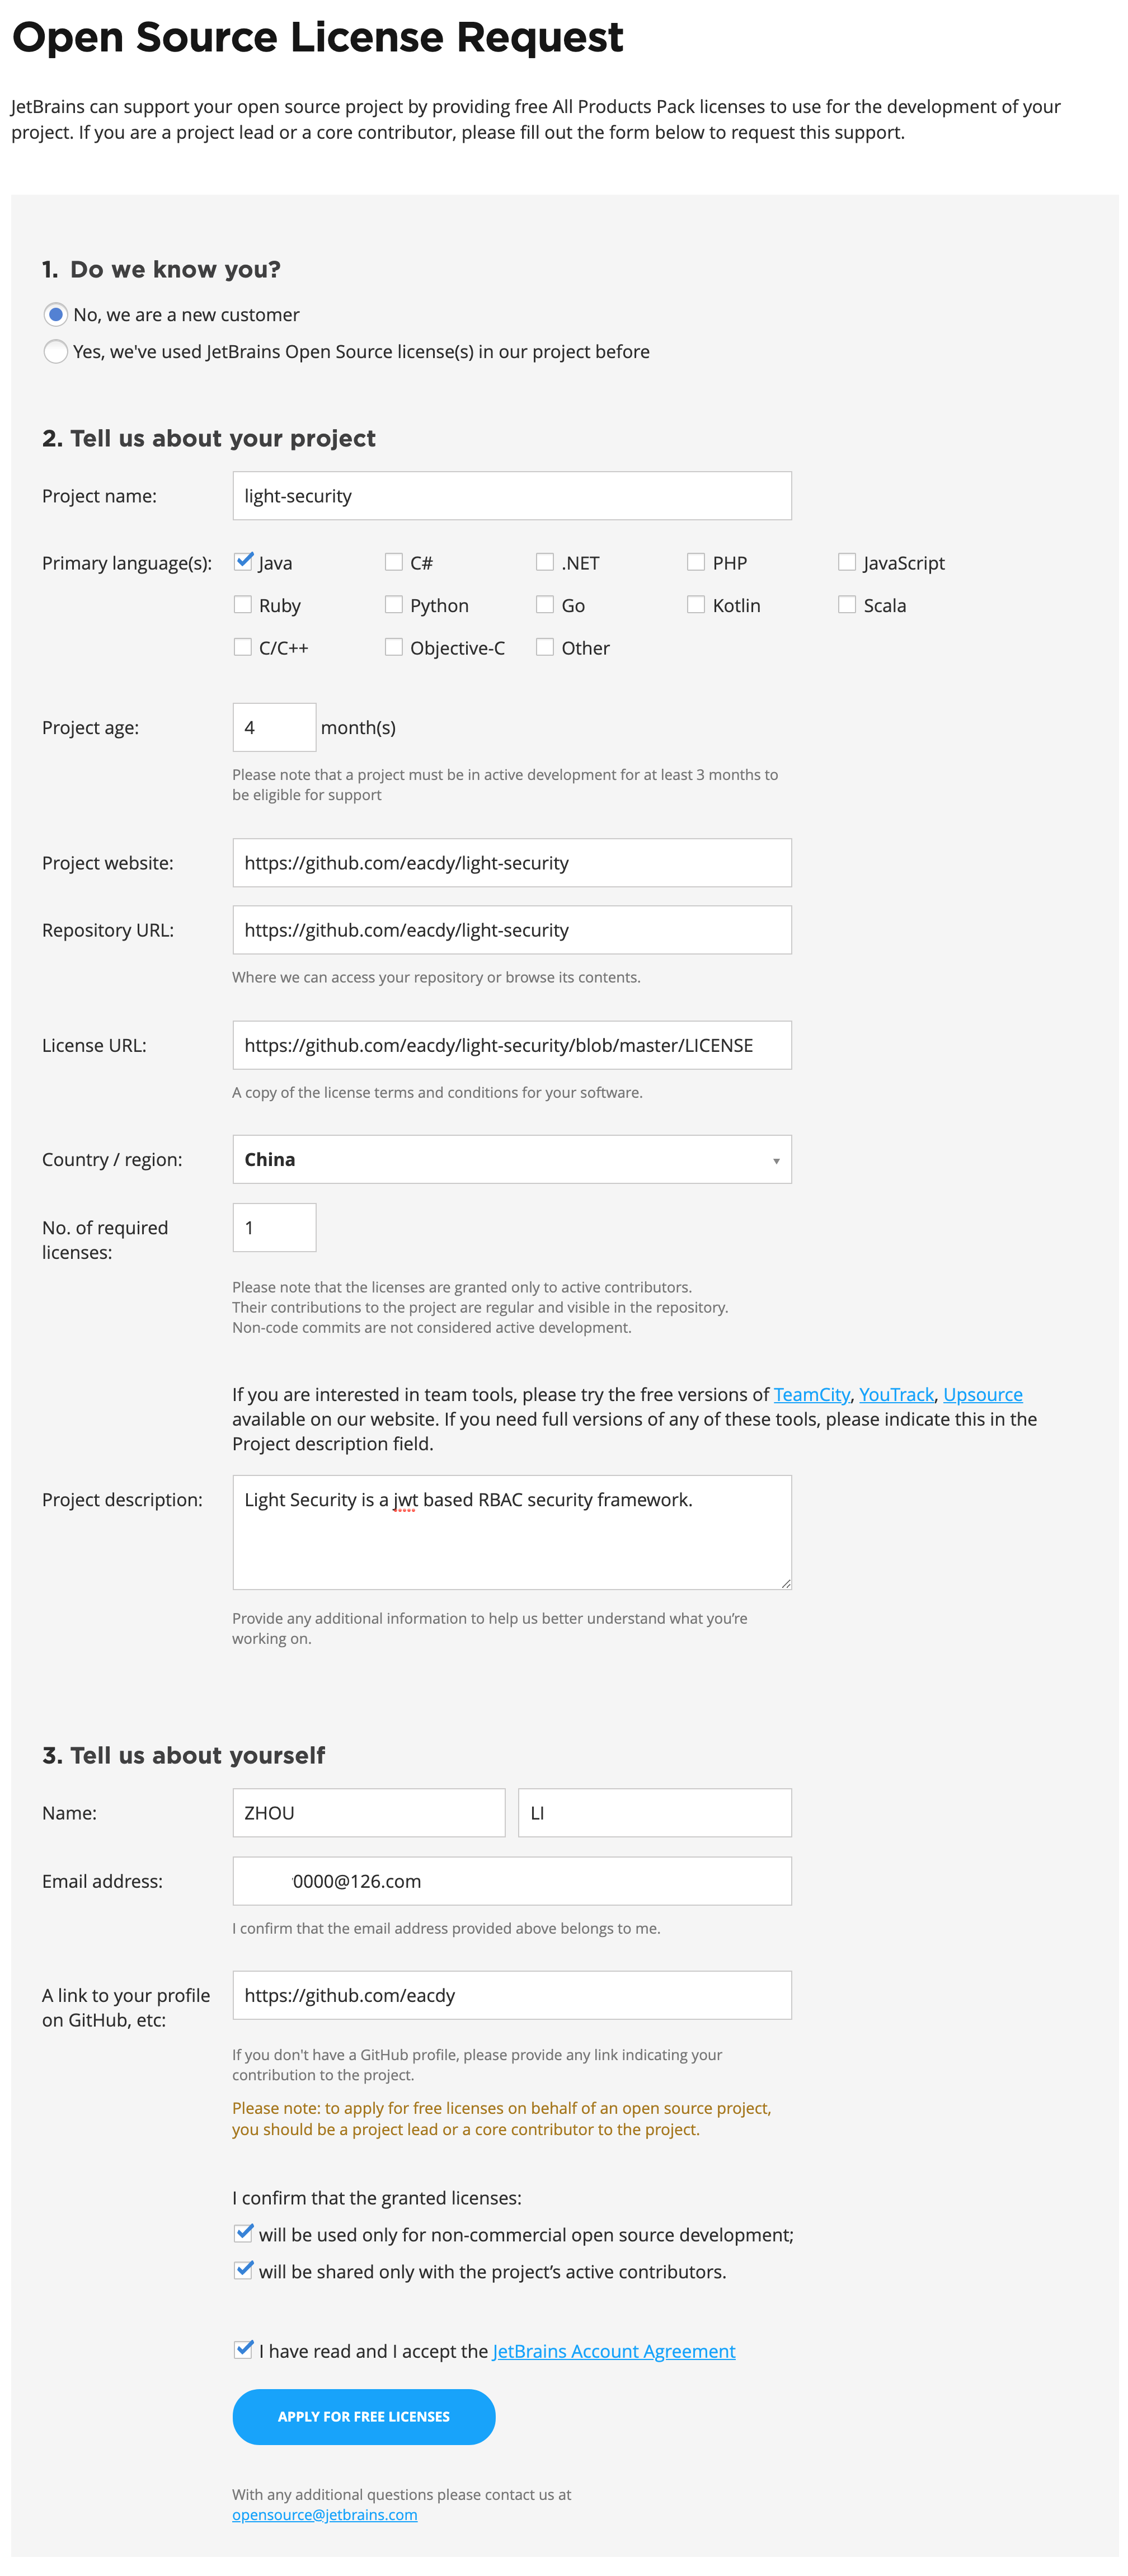 Open Source License Request
JetBrains can support your open source project by providing free All Products Pack licenses to use for the development of your
project. If you are a project lead or a core contributor, please fill out the form below to request this support.
1. Do we know you?
No, we are a new customer
Yes, we've used JetBrains Open Source license(s) in our project before
2. Tell us about your project
Project name: light-security
Primary language(s): Java C# .NET PHP JavaScript
Ruby Python Go Kotlin Scala
C/C++ Objective-C Other
Project age: 4 month(s)
Please note that a project must be in active development for at least 3 months to
be eligible for support
Project website: https://github.com/eacdy/light-security
Repository URL: https://github.com/eacdy/light-security
Where we can access your repository or browse its contents.
License URL: https://github.com/eacdy/light-security/blob/master/LICENSE
A copy of the license terms and conditions for your software.
Country / region: China
No. of required 1
licenses:
Please note that the licenses are granted only to active contributors.
Their contributions to the project are regular and visible in the repository.
Non-code commits are not considered active development.
If you are interested in team tools, please try the free versions of TeamCity, YouTrack, Upsource
available on our website. If you need full versions of any of these tools, please indicate this in the
Project description field.
Project description: Light Security is a jwt based RBAC security framework.
Provide any additional information to help us better understand what you’re
working on.
3. Tell us about yourself
Name: ZHOU LI
Email address: 0000@126.com
I confirm that the email address provided above belongs to me.
A link to your profile https://github.com/eacdy
on GitHub, etc:
If you don't have a GitHub profile, please provide any link indicating your
contribution to the project.
Please note: to apply for free licenses on behalf of an open source project,
you should be a project lead or a core contributor to the project.
I confirm that the granted licenses:
will be used only for non-commercial open source development;
will be shared only with the project’s active contributors.
I have read and I accept the JetBrains Account Agreement
APPLY FOR FREE LICENSES
With any additional questions please contact us at
opensource@jetbrains.com